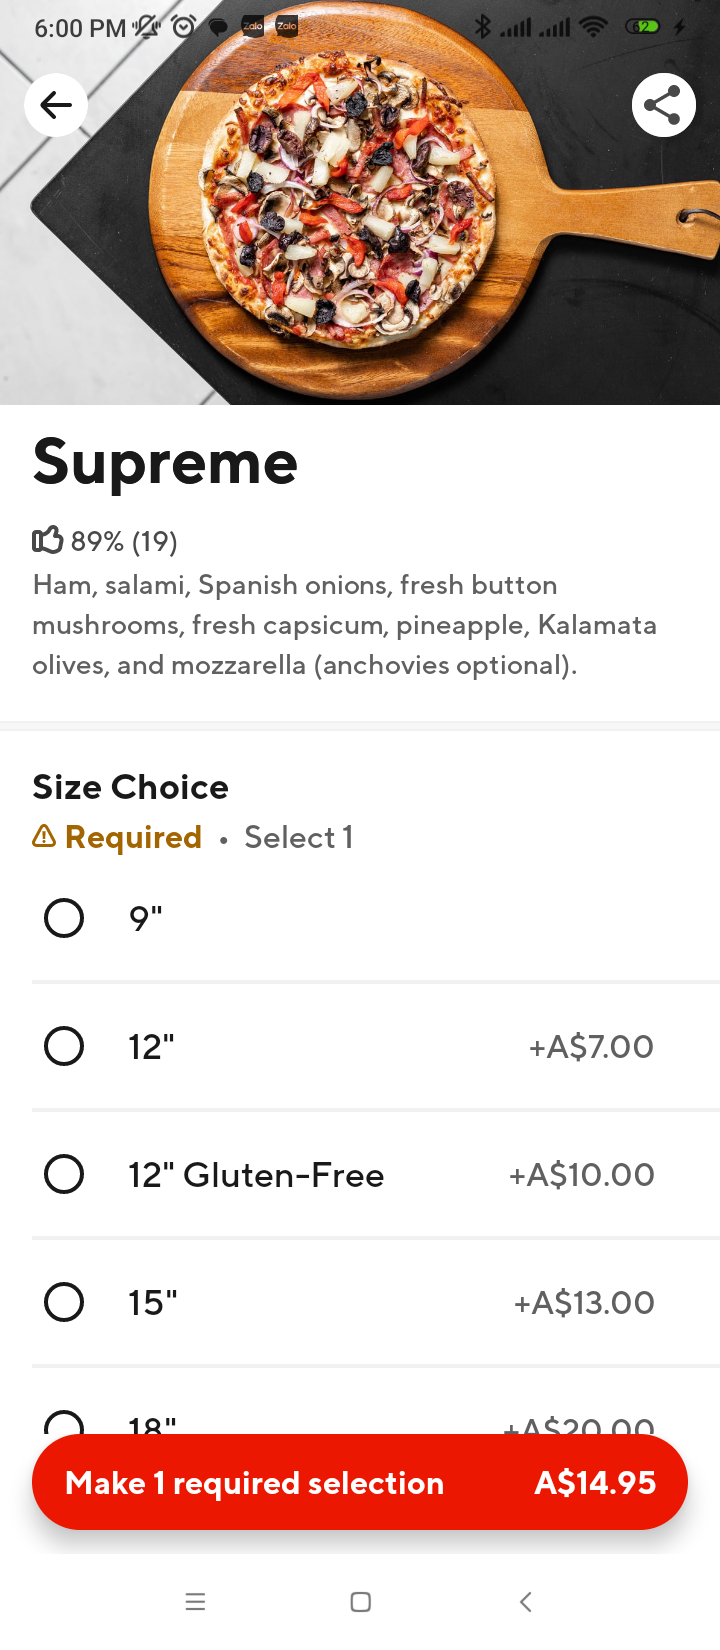 6:00 PM
Zalo
Zalo
62
Supreme
89% (19)
Ham, salami, Spanish onions, fresh button
mushrooms, fresh capsicum, pineapple, Kalamata
olives, and mozzarella (anchovies optional).
Size Choice
Required • Select 1
9"
12" +A$7.00
12" Gluten-Free +A$10.00
15" +A$13.00
18" +A$20.00
Make 1 required selection A$14.95